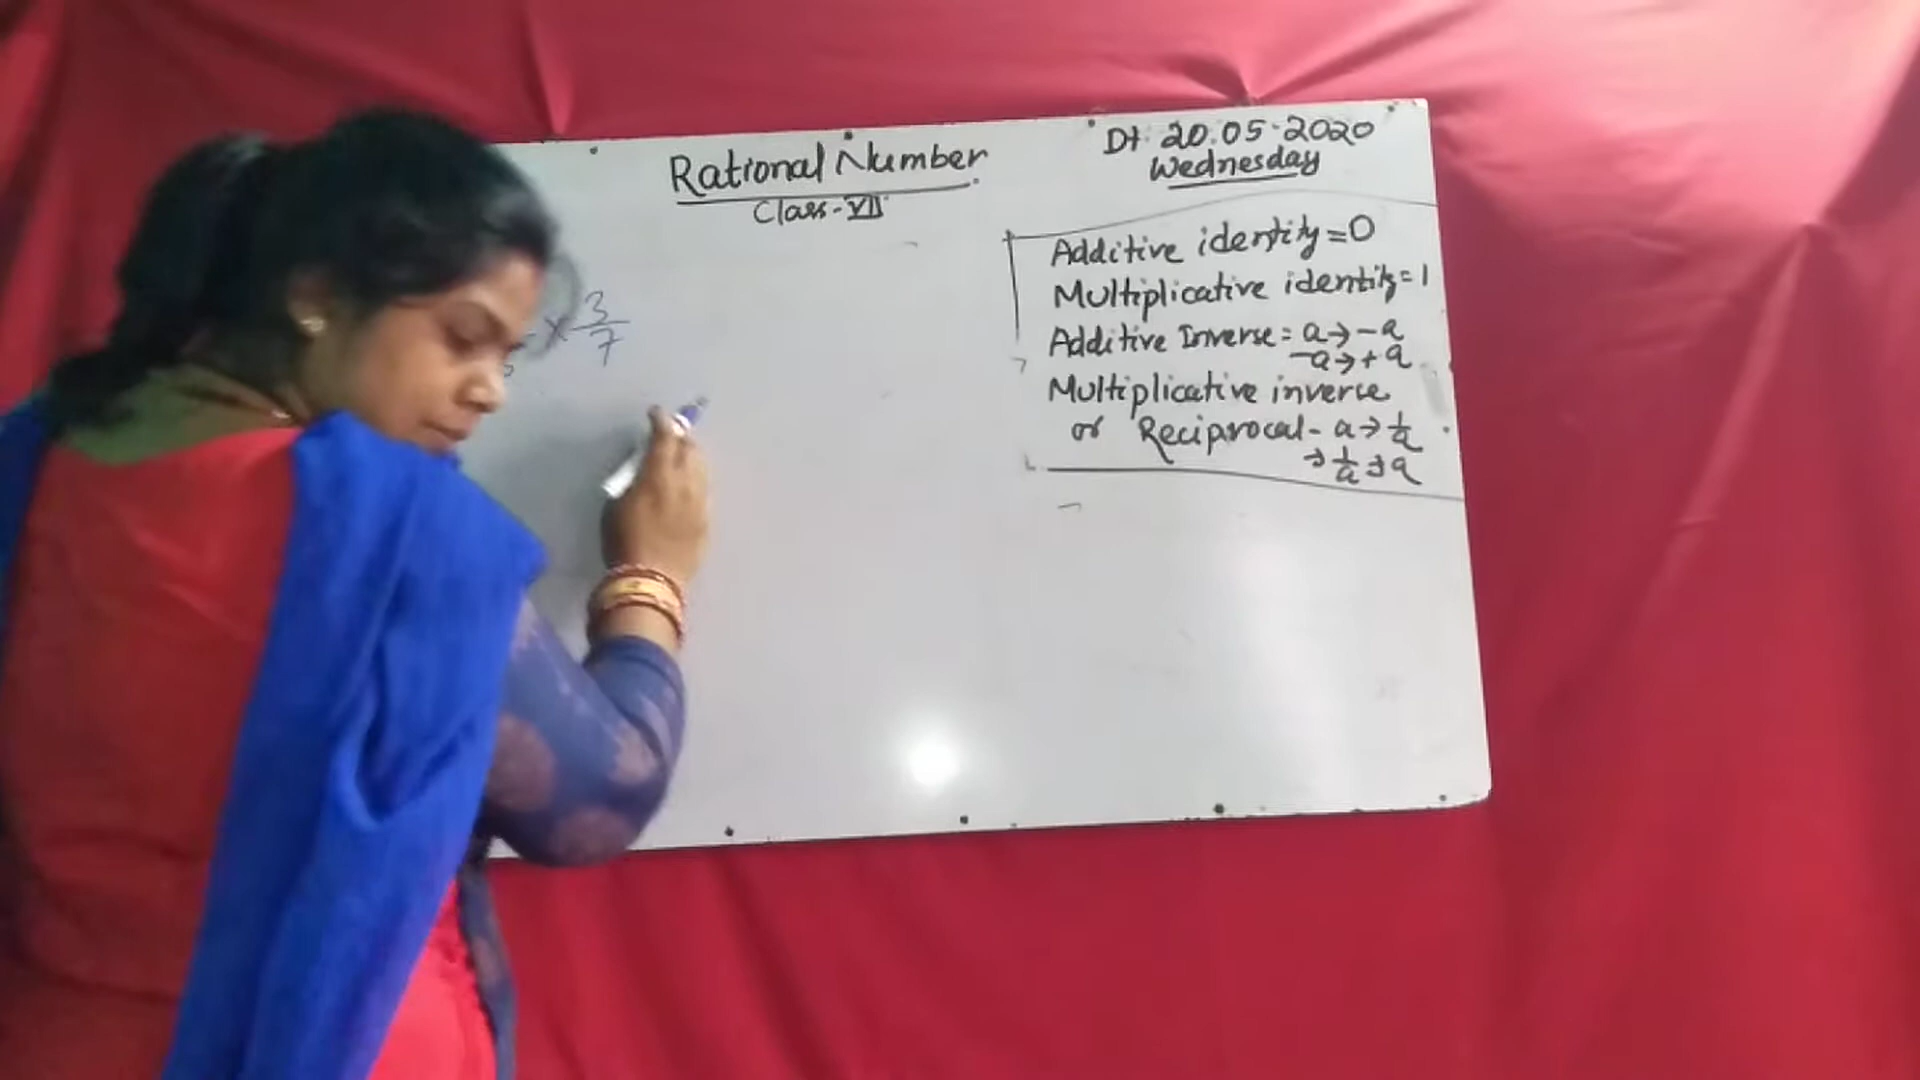 Rational Number
Class-VII
Dt: 20.05.2020
Wednesday
× 3/7
Additive identity=0
Multiplicative identity=1
Additive Inverse= a→-a
-a→+a
Multiplicative inverse
or Reciprocal- a→1/a
→1/a→a